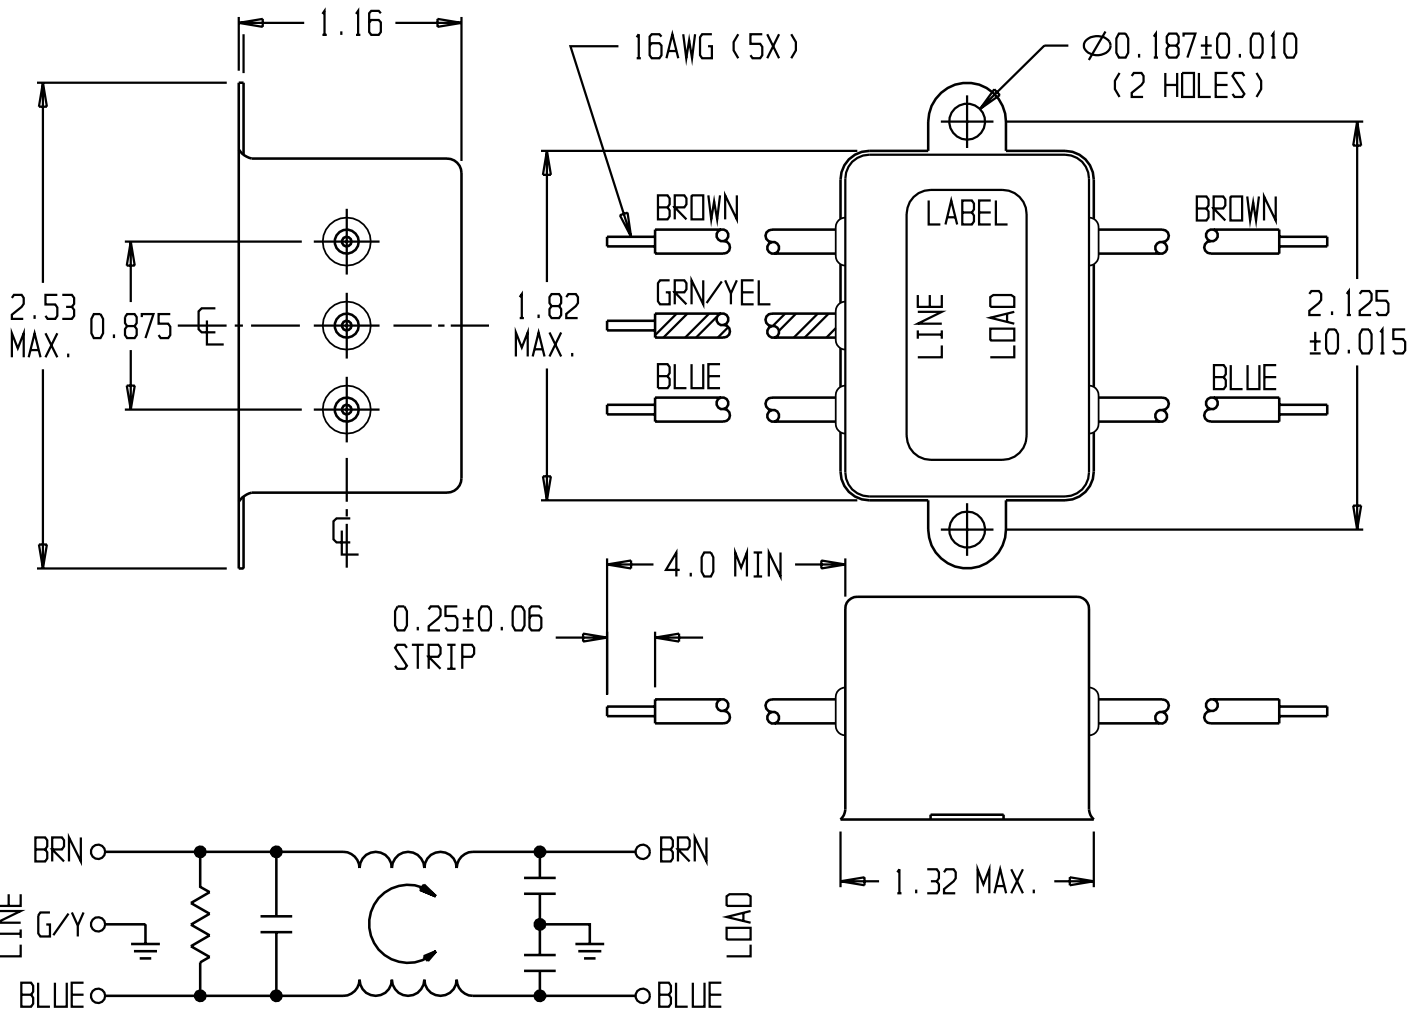 1.16
16AWG (5X)
Ø0.187±0.010
(2 HOLES)
BROWN
LABEL
BROWN
2.53
MAX.
0.875
℄
GRN/YEL
1.82
MAX.
LINE
LOAD
2.125
±0.015
BLUE
BLUE
℄
4.0 MIN
0.25±0.06
STRIP
1.32 MAX.
BRN
BRN
LINE
G/Y
LOAD
BLUE
BLUE